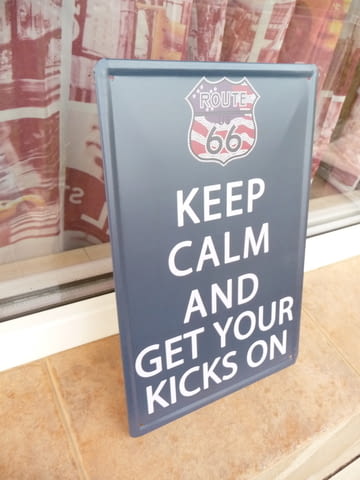 ROUTE
66
KEEP
CALM
AND
GET YOUR
KICKS ON